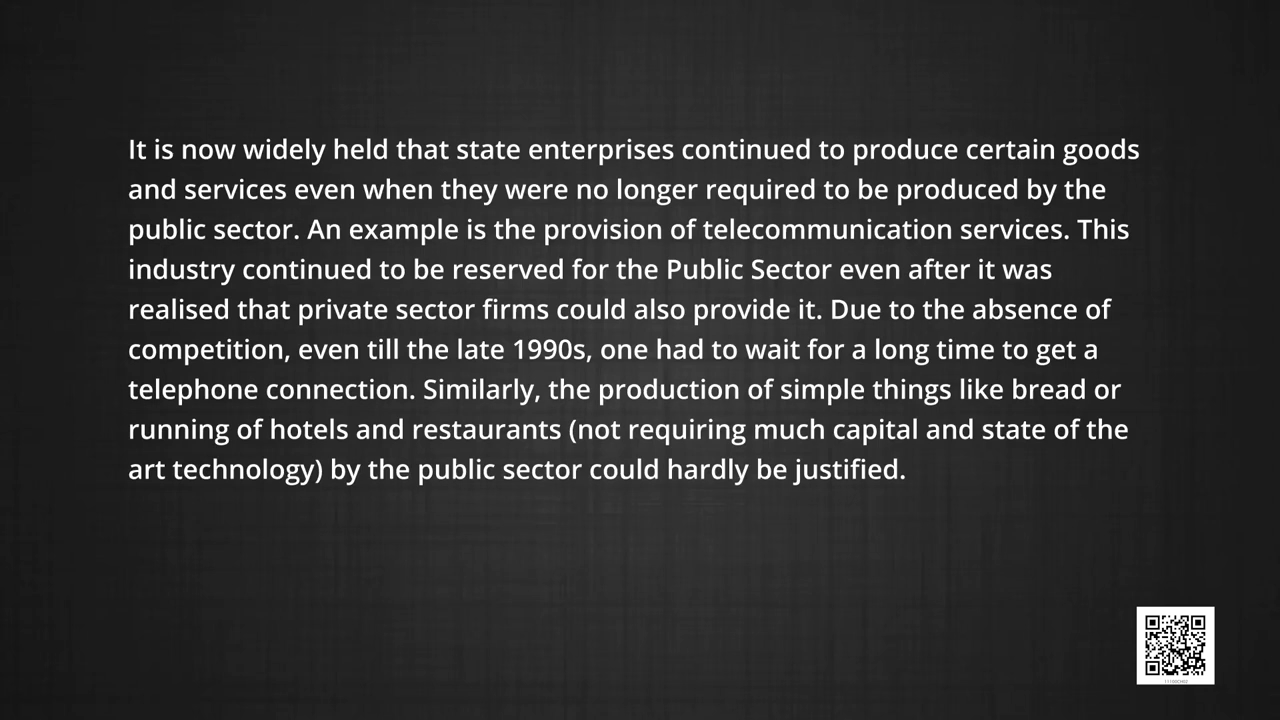 It is now widely held that state enterprises continued to produce certain goods
and services even when they were no longer required to be produced by the
public sector. An example is the provision of telecommunication services. This
industry continued to be reserved for the Public Sector even after it was
realised that private sector firms could also provide it. Due to the absence of
competition, even till the late 1990s, one had to wait for a long time to get a
telephone connection. Similarly, the production of simple things like bread or
running of hotels and restaurants (not requiring much capital and state of the
art technology) by the public sector could hardly be justified.